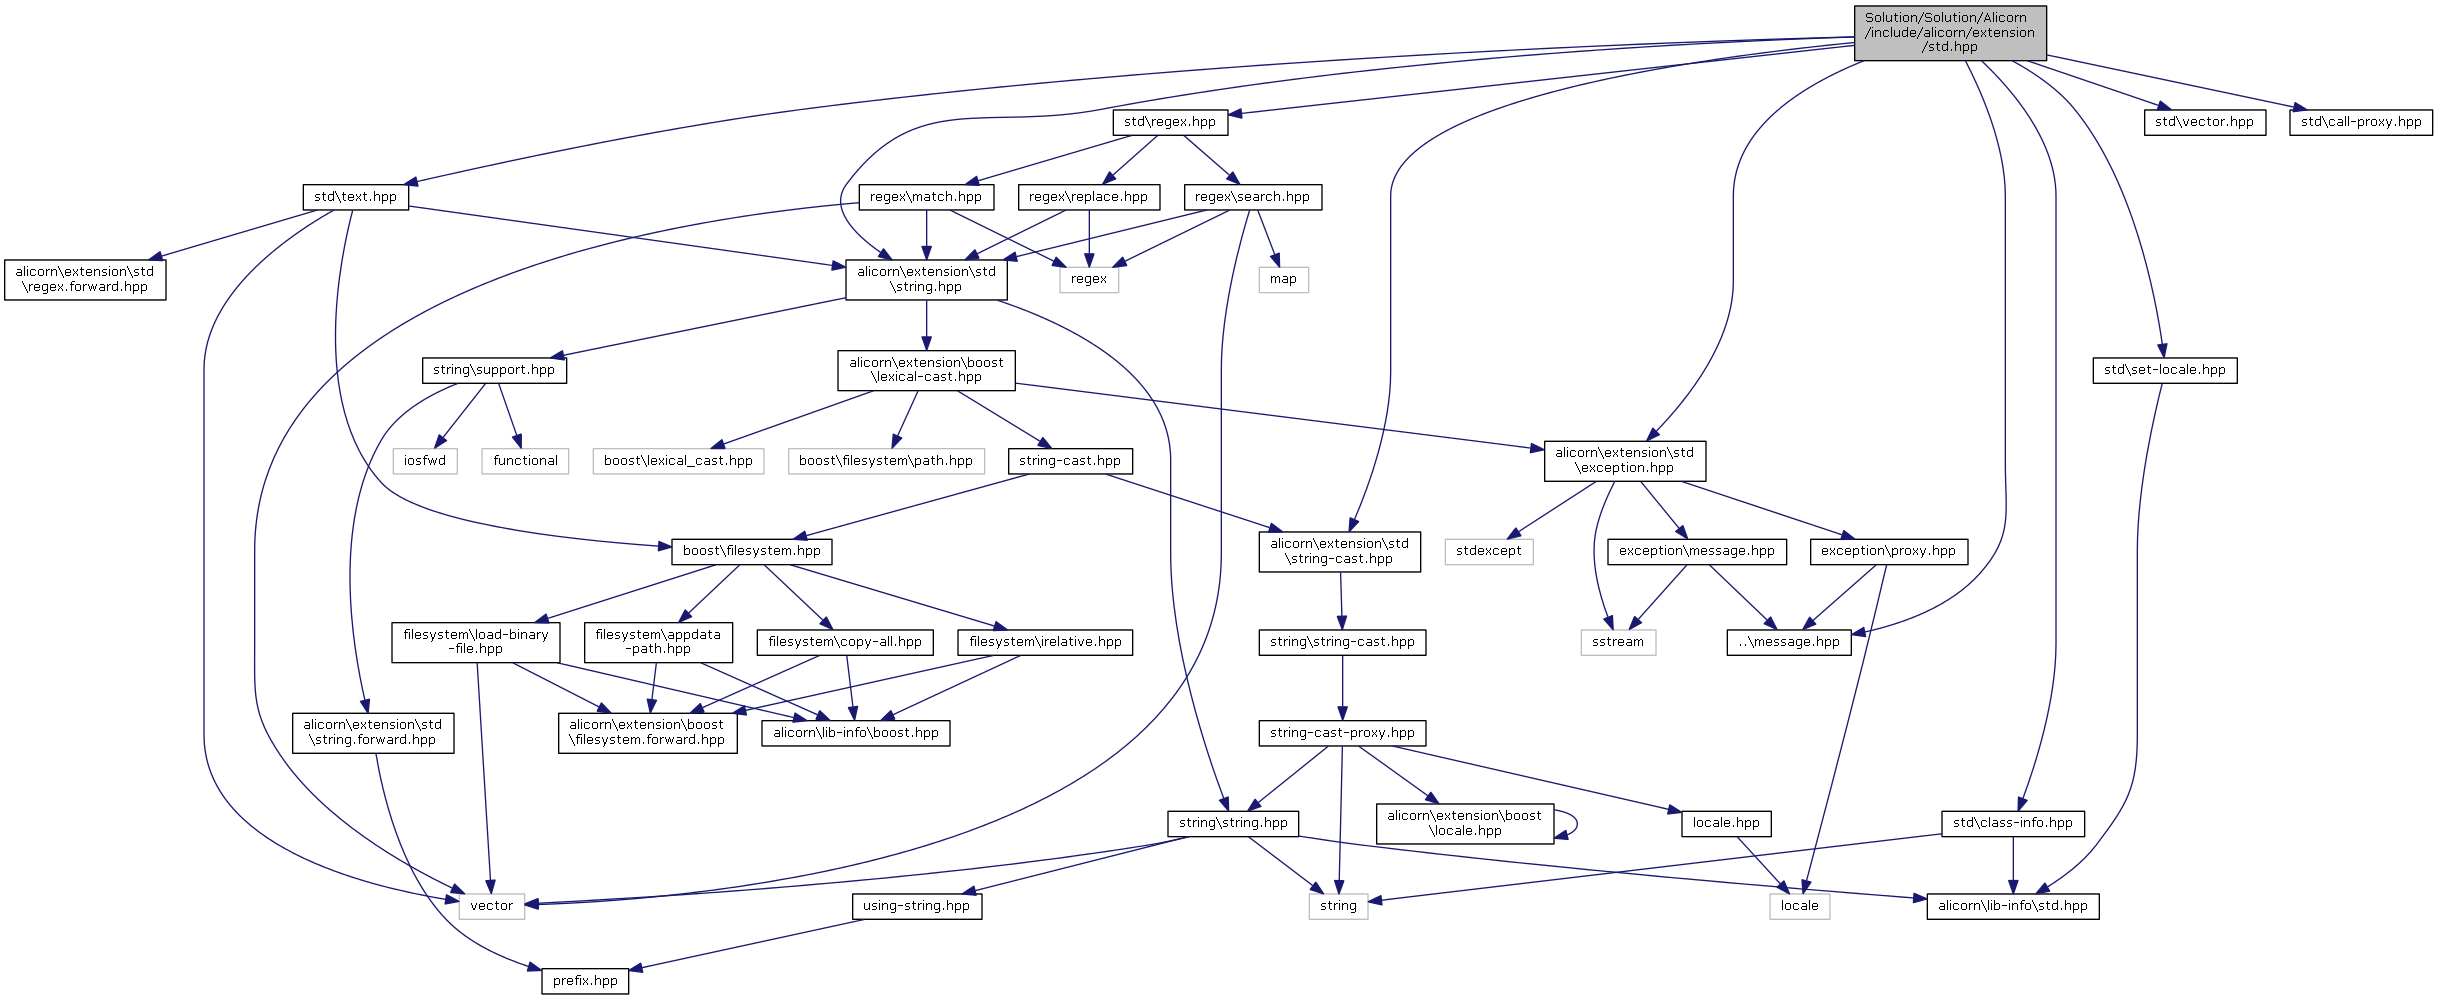 Solution/Solution/Alicorn
/include/alicorn/extension
/std.hpp
std\regex.hpp
std\vector.hpp
std\call-proxy.hpp
std\text.hpp
regex\match.hpp
regex\replace.hpp
regex\search.hpp
alicorn\extension\std
\regex.forward.hpp
alicorn\extension\std
\string.hpp
regex
map
string\support.hpp
alicorn\extension\boost
\lexical-cast.hpp
std\set-locale.hpp
iosfwd
functional
boost\lexical_cast.hpp
boost\filesystem\path.hpp
string-cast.hpp
alicorn\extension\std
\exception.hpp
boost\filesystem.hpp
alicorn\extension\std
\string-cast.hpp
stdexcept
exception\message.hpp
exception\proxy.hpp
filesystem\load-binary
-file.hpp
filesystem\appdata
-path.hpp
filesystem\copy-all.hpp
filesystem\irelative.hpp
string\string-cast.hpp
sstream
..\message.hpp
alicorn\extension\std
\string.forward.hpp
alicorn\extension\boost
\filesystem.forward.hpp
alicorn\lib-info\boost.hpp
string-cast-proxy.hpp
string\string.hpp
alicorn\extension\boost
\locale.hpp
locale.hpp
std\class-info.hpp
vector
using-string.hpp
string
locale
alicorn\lib-info\std.hpp
prefix.hpp